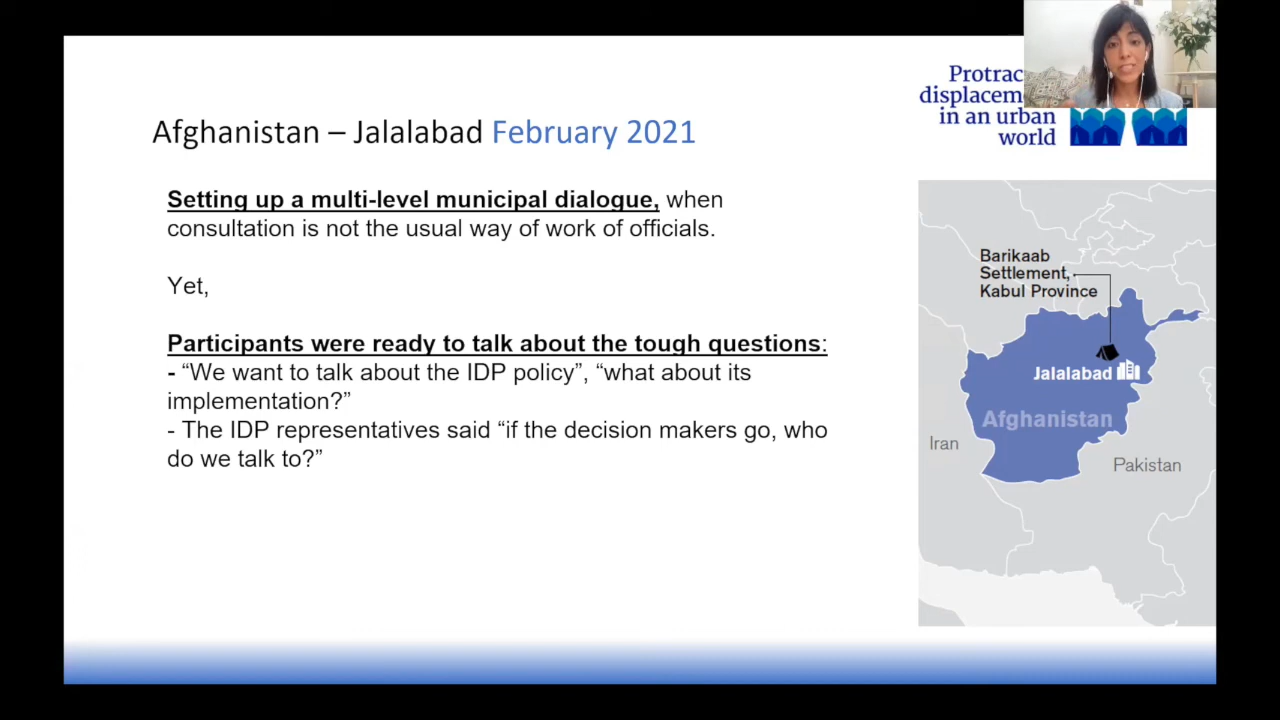 Protrac
displacem
in an urban
world
Afghanistan – Jalalabad February 2021
Setting up a multi-level municipal dialogue, when
consultation is not the usual way of work of officials.
Yet,
Participants were ready to talk about the tough questions:
- “We want to talk about the IDP policy”, “what about its
implementation?”
- The IDP representatives said “if the decision makers go, who
do we talk to?”
Barikaab
Settlement,
Kabul Province
Jalalabad
Afghanistan
Iran
Pakistan